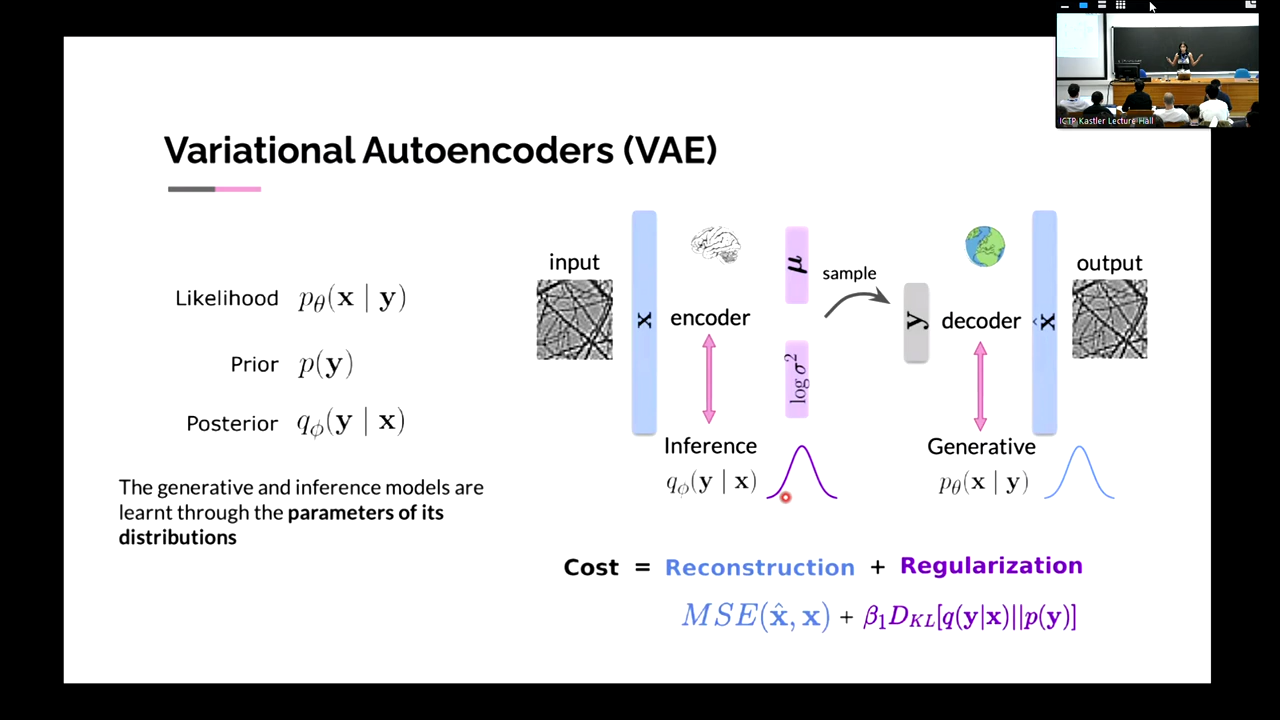 ICTP Kastler Lecture Hall
Variational Autoencoders (VAE)
Likelihood p_θ(x | y)
Prior p(y)
Posterior q_ϕ(y | x)
The generative and inference models are
learnt through the parameters of its
distributions
input
x
encoder
μ
log σ²
sample
y
decoder
x̂
output
Inference
q_ϕ(y | x)
Generative
p_θ(x | y)
Cost = Reconstruction + Regularization
MSE(x̂, x) + β₁D_KL[q(y|x)||p(y)]